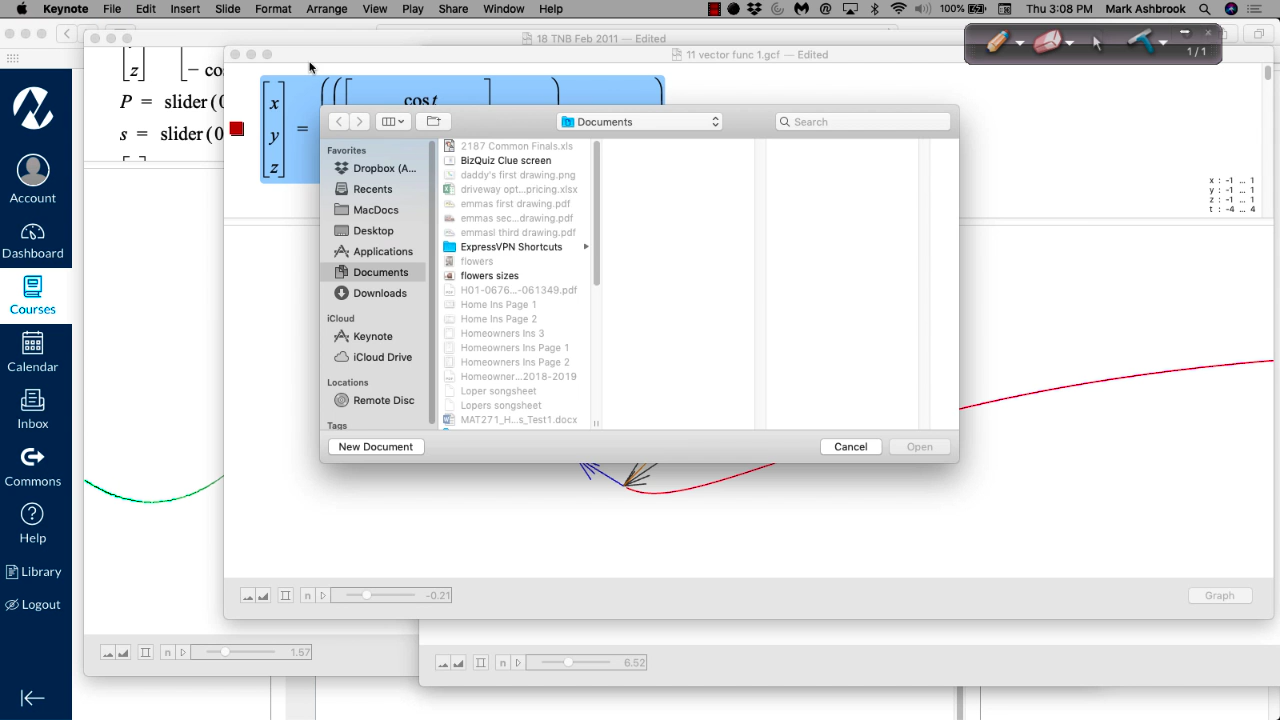 Keynote File Edit Insert Slide Format Arrange View Play Share Window Help 100% Thu 3:08 PM Mark Ashbrook
18 TNB Feb 2011 — Edited
11 vector func 1.gcf — Edited
1 / 1
z − cos
P = slider (0
s = slider (0
x
y =
z
cos t
x : -1 … 1
y : -1 … 1
z : -1 … 1
t : -4 … 4
Account
Dashboard
Courses
Calendar
Inbox
Commons
Help
Library
Logout
Documents
Search
Favorites
Dropbox (A...
Recents
MacDocs
Desktop
Applications
Documents
Downloads
iCloud
Keynote
iCloud Drive
Locations
Remote Disc
Tags
2187 Common Finals.xls
BizQuiz Clue screen
daddy's first drawing.png
driveway opt...pricing.xlsx
emmas first drawing.pdf
emmas sec...drawing.pdf
emmasl third drawing.pdf
ExpressVPN Shortcuts
flowers
flowers sizes
H01-0676...-061349.pdf
Home Ins Page 1
Home Ins Page 2
Homeowners Ins 3
Homeowners Ins Page 1
Homeowners Ins Page 2
Homeowner...2018-2019
Loper songsheet
Lopers songsheet
MAT271_H...s_Test1.docx
New Document
Cancel
Open
n -0.21
Graph
n 1.57
n 6.52